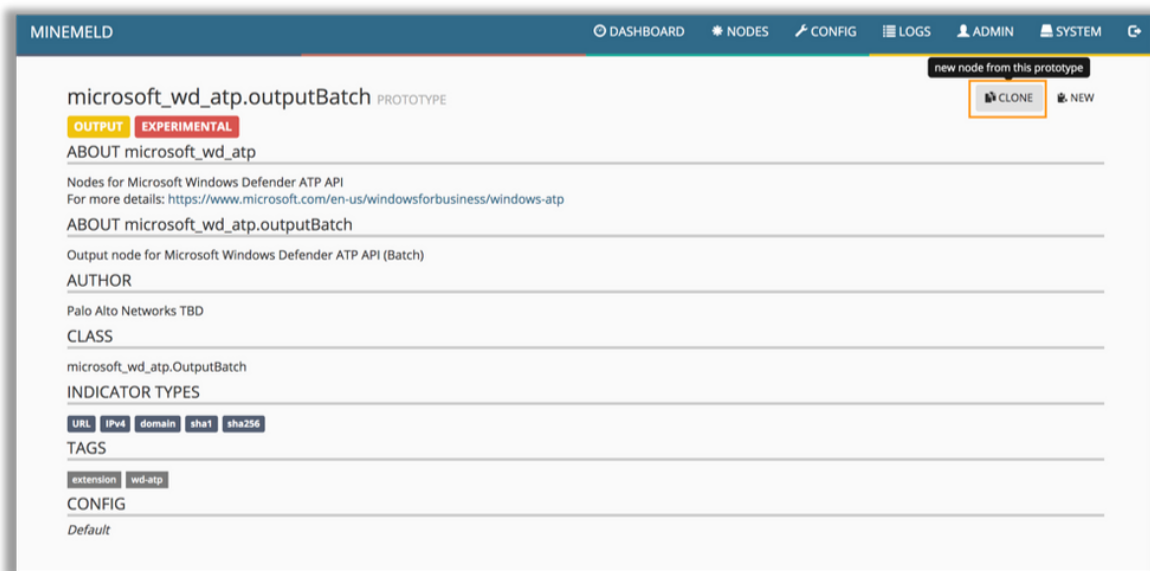 MINEMELD
DASHBOARD NODES CONFIG LOGS ADMIN SYSTEM
new node from this prototype
microsoft_wd_atp.outputBatch PROTOTYPE
CLONE NEW
OUTPUT EXPERIMENTAL
ABOUT microsoft_wd_atp
Nodes for Microsoft Windows Defender ATP API
For more details: https://www.microsoft.com/en-us/windowsforbusiness/windows-atp
ABOUT microsoft_wd_atp.outputBatch
Output node for Microsoft Windows Defender ATP API (Batch)
AUTHOR
Palo Alto Networks TBD
CLASS
microsoft_wd_atp.OutputBatch
INDICATOR TYPES
URL IPv4 domain sha1 sha256
TAGS
extension wd-atp
CONFIG
Default